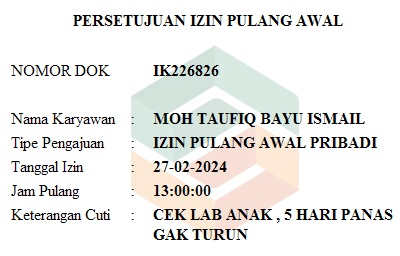 PERSETUJUAN IZIN PULANG AWAL
NOMOR DOK IK226826
Nama Karyawan : MOH TAUFIQ BAYU ISMAIL
Tipe Pengajuan : IZIN PULANG AWAL PRIBADI
Tanggal Izin : 27-02-2024
Jam Pulang : 13:00:00
Keterangan Cuti : CEK LAB ANAK , 5 HARI PANAS
GAK TURUN